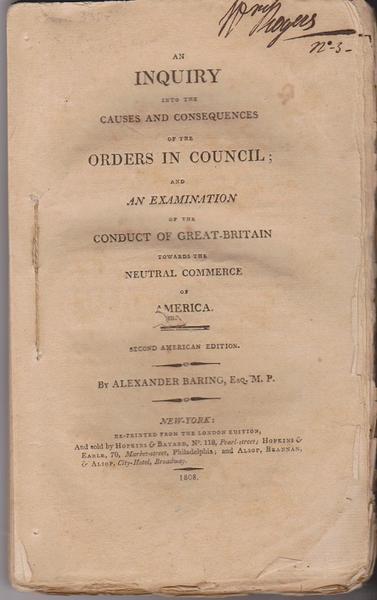 Wm Rogers
No-3-
AN
INQUIRY
INTO THE
CAUSES AND CONSEQUENCES
OF THE
ORDERS IN COUNCIL;
AND
AN EXAMINATION
OF THE
CONDUCT OF GREAT-BRITAIN
TOWARDS THE
NEUTRAL COMMERCE
OF
AMERICA.
SECOND AMERICAN EDITION.
By ALEXANDER BARING, Esq. M. P.
NEW-YORK:
RE-PRINTED FROM THE LONDON EDITION,
And sold by HOPKINS & BAYARD, No. 118, Pearl-street; HOPKINS &
EARLE, 70, Market-street, Philadelphia; and ALSOP, BRANNAN,
& ALSOP, City-Hotel, Broadway.
1808.